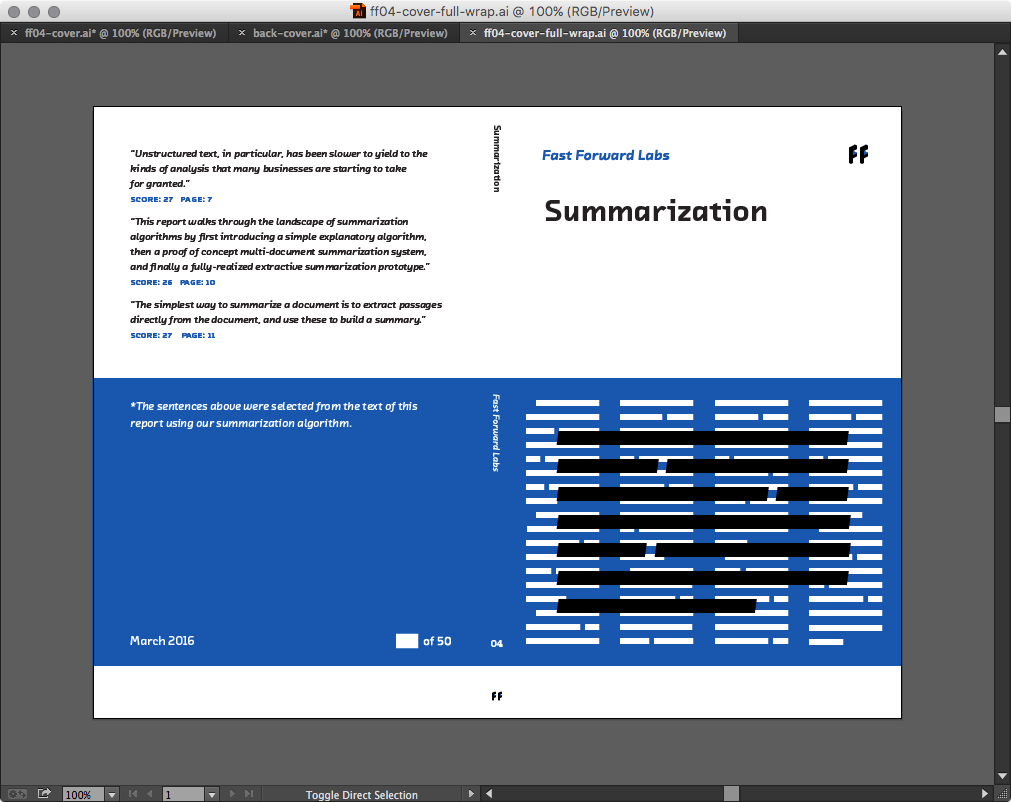 ff04-cover-full-wrap.ai @ 100% (RGB/Preview)
× ff04-cover.ai* @ 100% (RGB/Preview)
× back-cover.ai* @ 100% (RGB/Preview)
× ff04-cover-full-wrap.ai @ 100% (RGB/Preview)
"Unstructured text, in particular, has been slower to yield to the
kinds of analysis that many businesses are starting to take
for granted."
SCORE: 27 PAGE: 7
"This report walks through the landscape of summarization
algorithms by first introducing a simple explanatory algorithm,
then a proof of concept multi-document summarization system,
and finally a fully-realized extractive summarization prototype."
SCORE: 26 PAGE: 10
"The simplest way to summarize a document is to extract passages
directly from the document, and use these to build a summary."
SCORE: 27 PAGE: 11
*The sentences above were selected from the text of this
report using our summarization algorithm.
March 2016
of 50
Summarization
Fast Forward Labs
04
FF
Fast Forward Labs
FF
Summarization
100%
1
Toggle Direct Selection